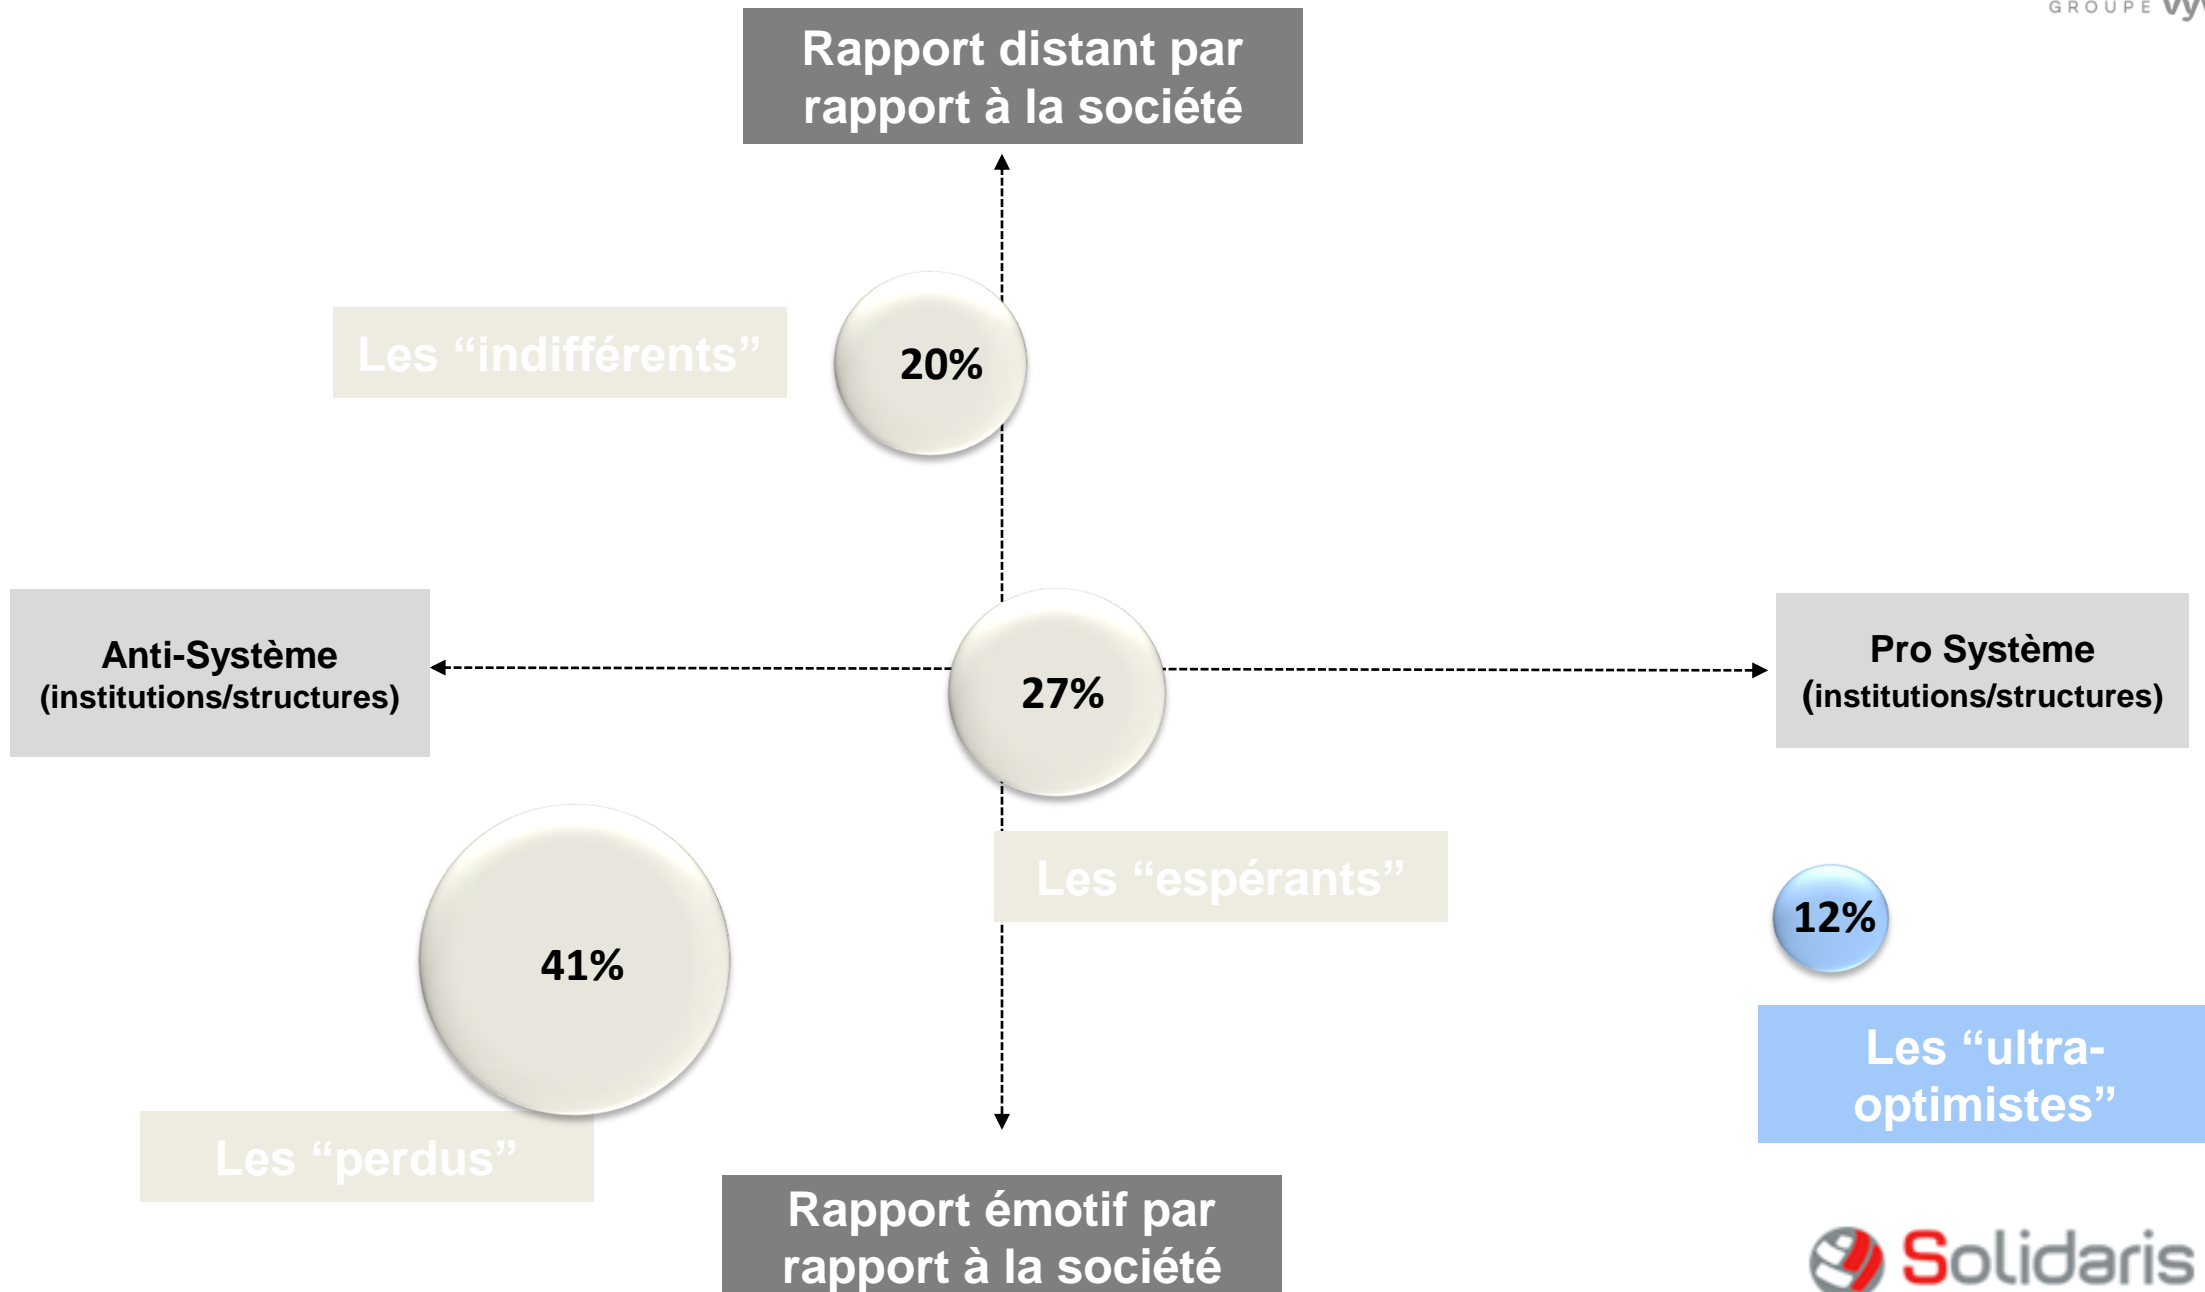 GROUPE
Rapport distant par
rapport à la société
Les “indifférents”
20%
Anti-Système
(institutions/structures)
27%
Pro Système
(institutions/structures)
Les “espérants”
12%
41%
Les “ultra-
optimistes”
Les “perdus”
Rapport émotif par
rapport à la société
Solidaris